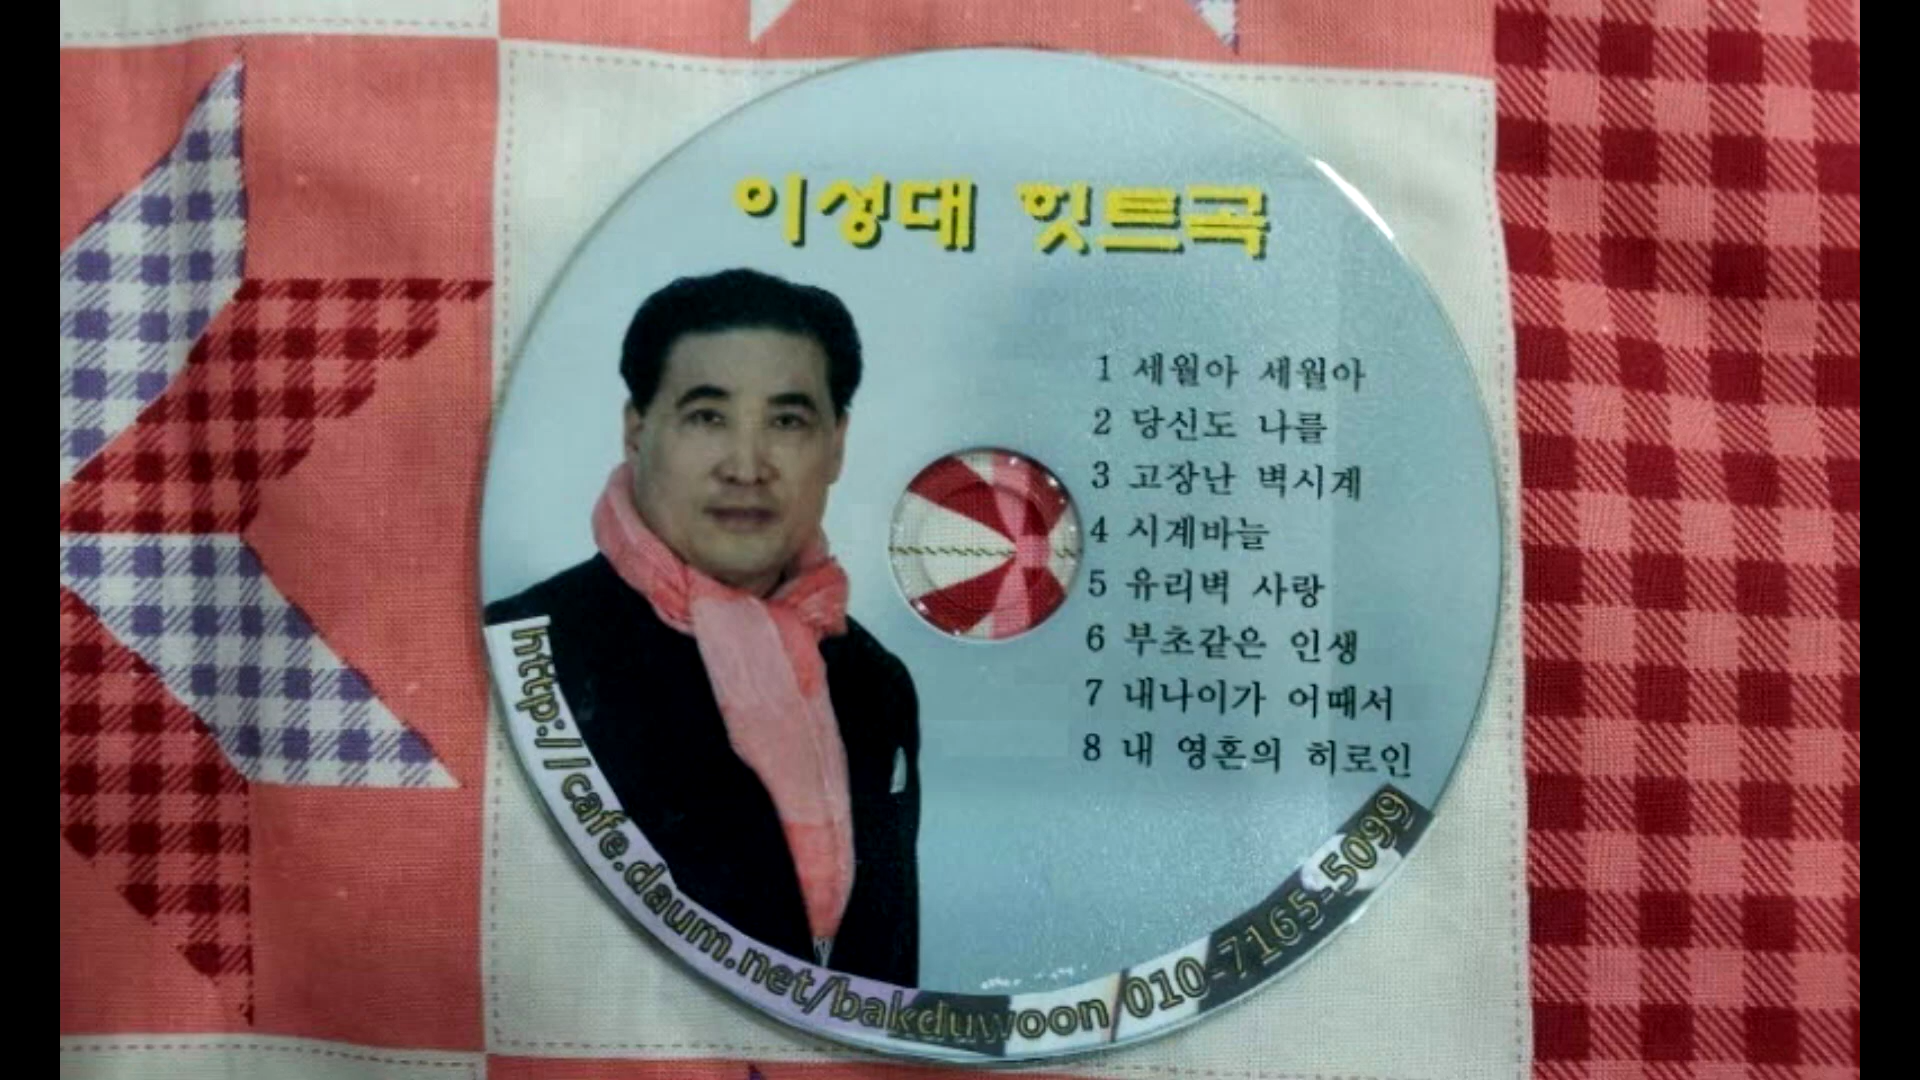 이성대 힛트곡
1 세월아 세월아
2 당신도 나를
3 고장난 벽시계
4 시계바늘
5 유리벽 사랑
6 부초같은 인생
7 내나이가 어때서
8 내 영혼의 히로인
http://cafe.daum.net/bakduwoon/010-7165-5099